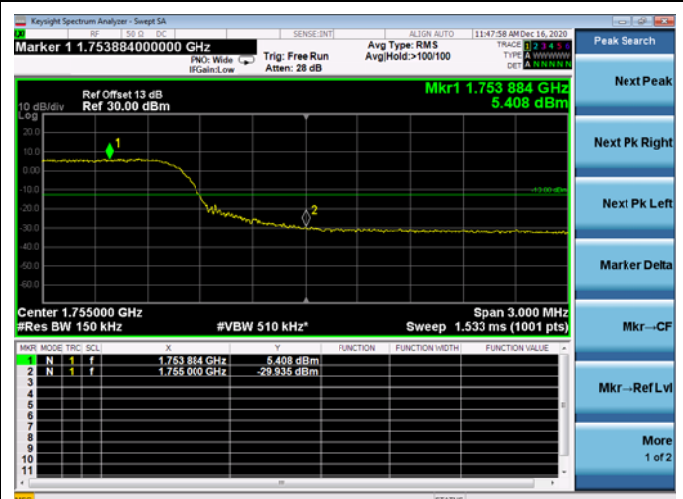 Keysight Spectrum Analyzer - Swept SA
RF 50 Ω DC SENSE:INT ALIGN AUTO 11:47:58 AM Dec 16, 2020
Marker 1 1.753884000000 GHz
PNO: Wide
IFGain:Low
Trig: Free Run
Atten: 28 dB
Avg Type: RMS
Avg|Hold:>100/100
TRACE 1 2 3 4 5 6
TYPE A WWWWW
DET A NNNNN
Peak Search
Next Peak
Next Pk Right
Next Pk Left
Marker Delta
Mkr→CF
Mkr→Ref Lvl
More
1 of 2
Ref Offset 13 dB
10 dB/div Ref 30.00 dBm
Log
Mkr1 1.753 884 GHz
5.408 dBm
20.0
10.0
0.00
-10.0
-20.0
-30.0
-40.0
-50.0
-60.0
1
2
-13.00 dBm
Center 1.755000 GHz Span 3.000 MHz
#Res BW 150 kHz #VBW 510 kHz* Sweep 1.533 ms (1001 pts)
MKR MODE TRC SCL X Y FUNCTION FUNCTION WIDTH FUNCTION VALUE
1 N 1 f 1.753 884 GHz 5.408 dBm
2 N 1 f 1.755 000 GHz -29.935 dBm
3
4
5
6
7
8
9
10
11
MSG STATUS